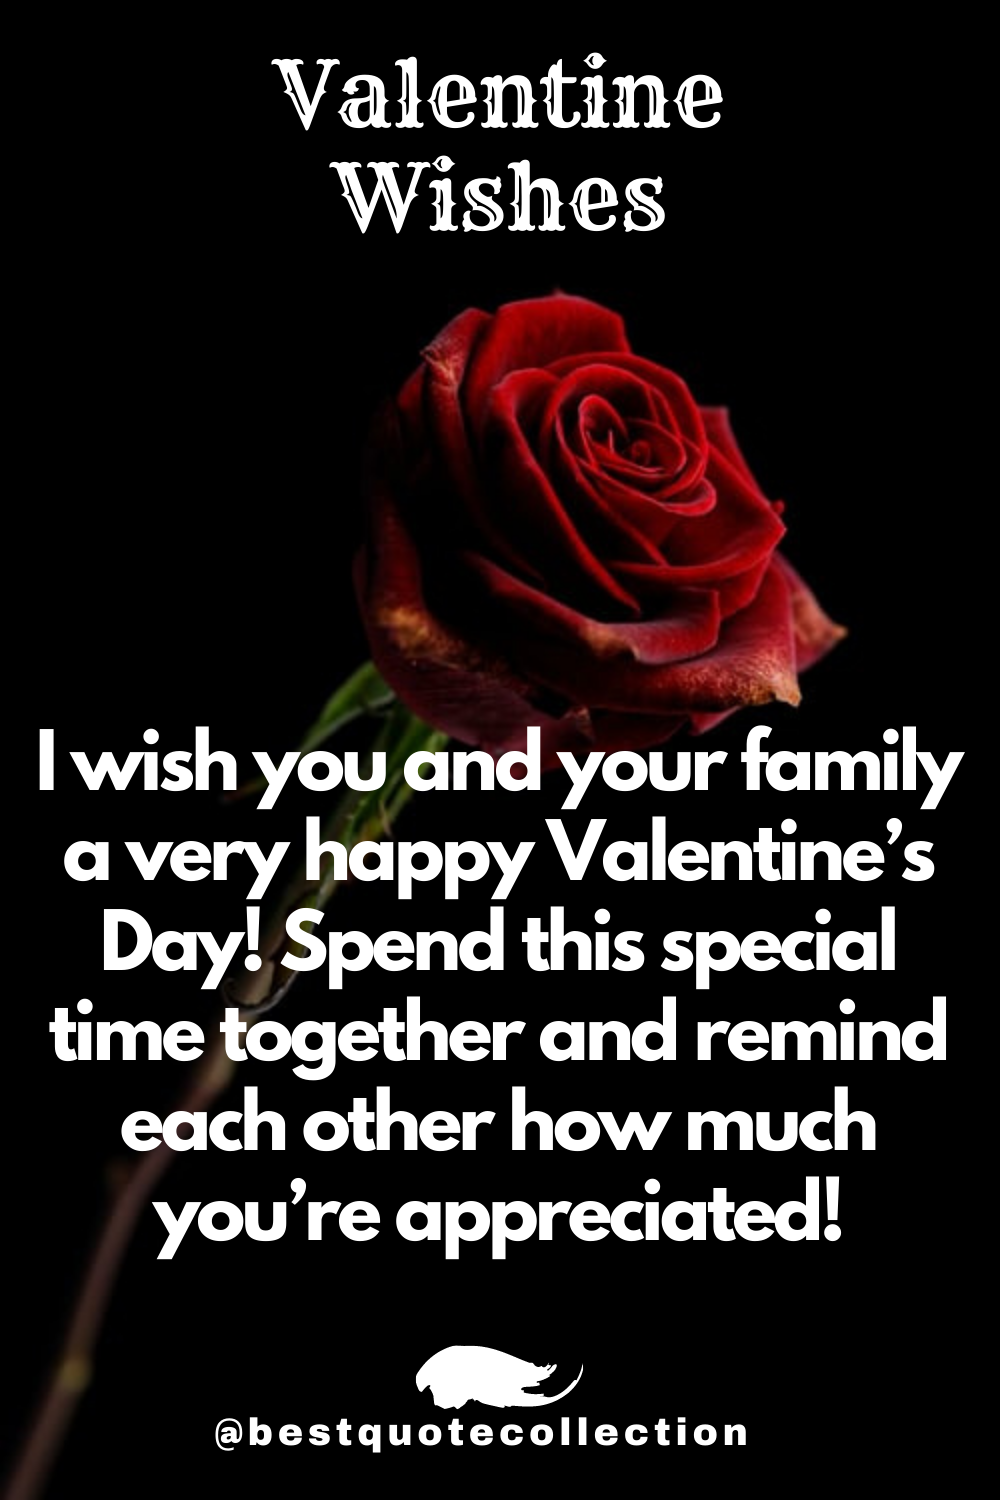 Valentine
Wishes
I wish you and your family
a very happy Valentine’s
Day! Spend this special
time together and remind
each other how much
you’re appreciated!
@bestquotecollection